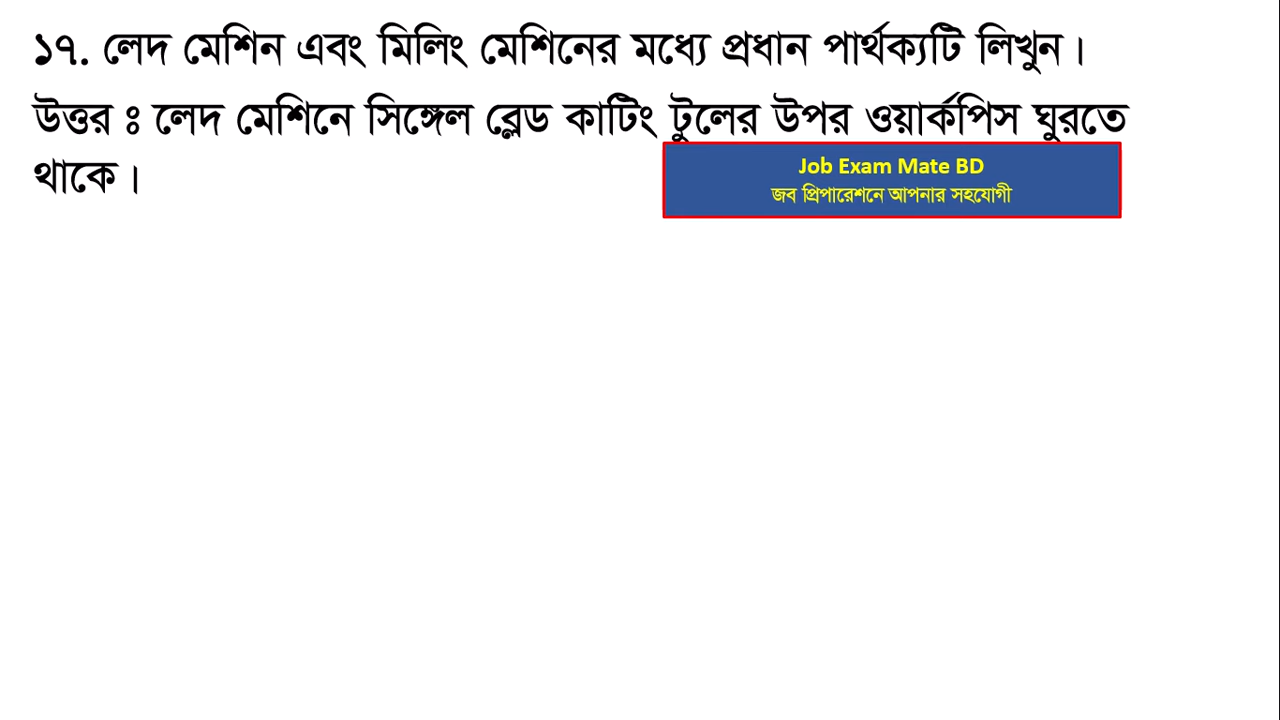 ১৭. লেদ মেশিন এবং মিলিং মেশিনের মধ্যে প্রধান পার্থক্যটি লিখুন।
উত্তর ঃ লেদ মেশিনে সিঙ্গেল ব্লেড কাটিং টুলের উপর ওয়ার্কপিস ঘুরতে
থাকে।
Job Exam Mate BD
জব প্রিপারেশনে আপনার সহযোগী